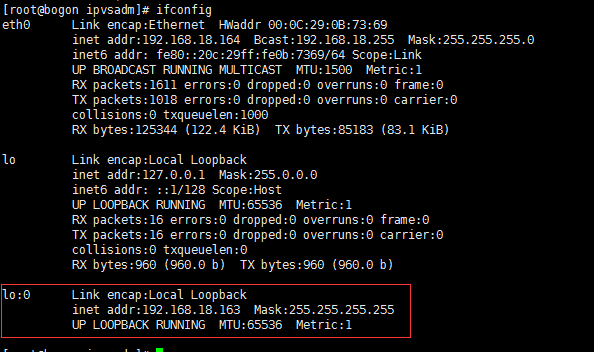 [root@bogon ipvsadm]# ifconfig
eth0      Link encap:Ethernet  HWaddr 00:0C:29:0B:73:69
          inet addr:192.168.18.164  Bcast:192.168.18.255  Mask:255.255.255.0
          inet6 addr: fe80::20c:29ff:fe0b:7369/64 Scope:Link
          UP BROADCAST RUNNING MULTICAST  MTU:1500  Metric:1
          RX packets:1611 errors:0 dropped:0 overruns:0 frame:0
          TX packets:1018 errors:0 dropped:0 overruns:0 carrier:0
          collisions:0 txqueuelen:1000
          RX bytes:125344 (122.4 KiB)  TX bytes:85183 (83.1 KiB)
lo        Link encap:Local Loopback
          inet addr:127.0.0.1  Mask:255.0.0.0
          inet6 addr: ::1/128 Scope:Host
          UP LOOPBACK RUNNING  MTU:65536  Metric:1
          RX packets:16 errors:0 dropped:0 overruns:0 frame:0
          TX packets:16 errors:0 dropped:0 overruns:0 carrier:0
          collisions:0 txqueuelen:0
          RX bytes:960 (960.0 b)  TX bytes:960 (960.0 b)
lo:0      Link encap:Local Loopback
          inet addr:192.168.18.163  Mask:255.255.255.255
          UP LOOPBACK RUNNING  MTU:65536  Metric:1
[root@bogon ipvsadm]#